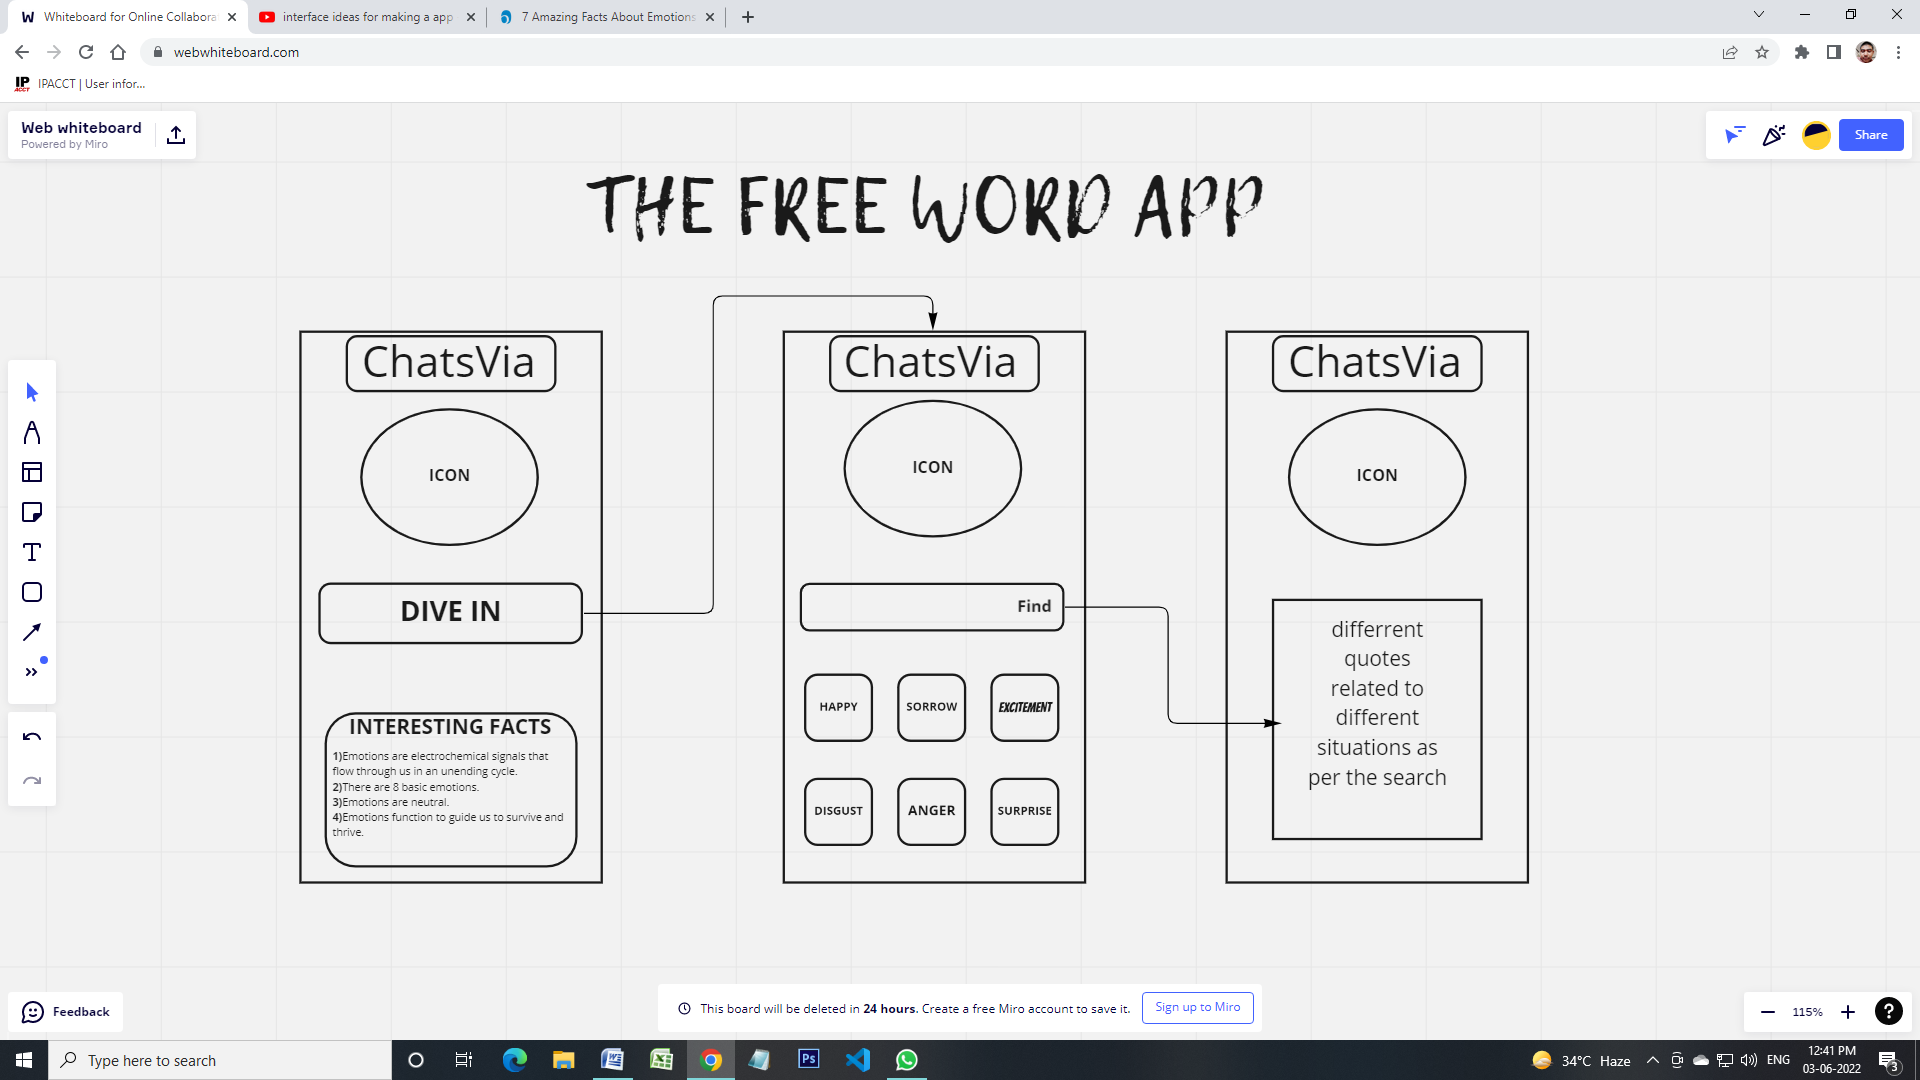 Whiteboard for Online Collabora
interface ideas for making a app
7 Amazing Facts About Emotions
webwhiteboard.com
IP
ACCT
IPACCT | User infor...
Web whiteboard
Powered by Miro
Share
THE FREE WORD APP
ChatsVia
ICON
DIVE IN
INTERESTING FACTS
1)Emotions are electrochemical signals that
flow through us in an unending cycle.
2)There are 8 basic emotions.
3)Emotions are neutral.
4)Emotions function to guide us to survive and
thrive.
ChatsVia
ICON
Find
HAPPY
SORROW
EXCITEMENT
DISGUST
ANGER
SURPRISE
ChatsVia
ICON
differrent
quotes
related to
different
situations as
per the search
Feedback
This board will be deleted in 24 hours. Create a free Miro account to save it.
Sign up to Miro
115%
?
Type here to search
Ps
34°C Haze
ENG
12:41 PM
03-06-2022
3